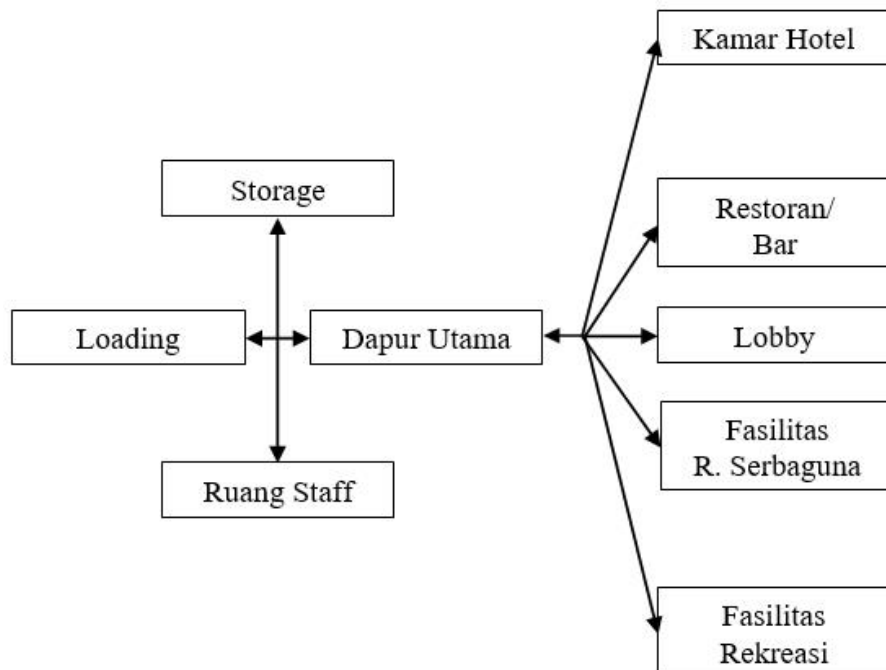 Kamar Hotel
Storage
Restoran/
Bar
Loading
Dapur Utama
Lobby
Fasilitas
R. Serbaguna
Ruang Staff
Fasilitas
Rekreasi